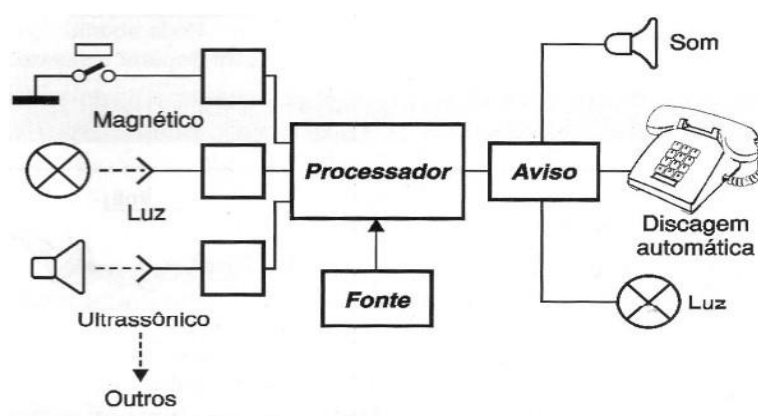 Som
Magnético
Processador
Aviso
Luz
Discagem
automática
Fonte
Luz
Ultrassônico
Outros